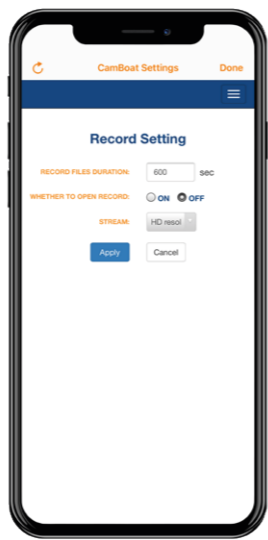 CamBoat Settings Done
Record Setting
RECORD FILES DURATION: 600 sec
WHETHER TO OPEN RECORD: ON OFF
STREAM: HD resol
Apply Cancel